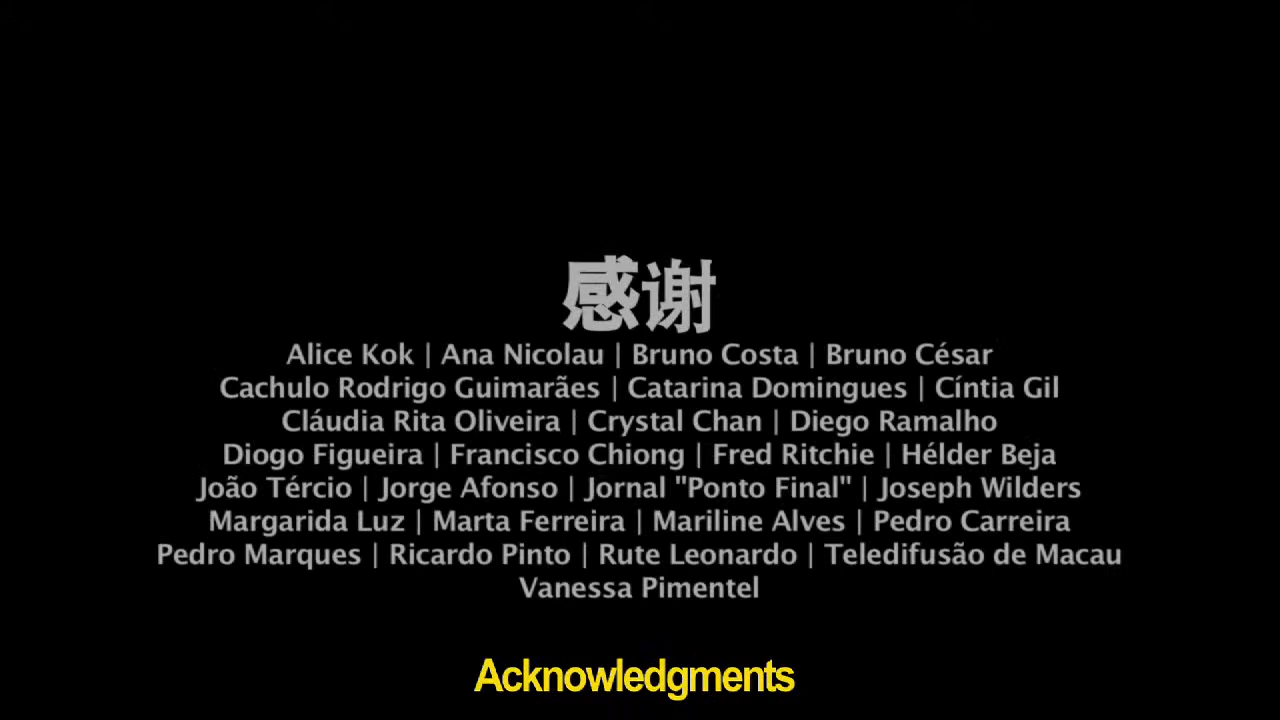 感谢
Alice Kok | Ana Nicolau | Bruno Costa | Bruno César
Cachulo Rodrigo Guimarães | Catarina Domingues | Cíntia Gil
Cláudia Rita Oliveira | Crystal Chan | Diego Ramalho
Diogo Figueira | Francisco Chiong | Fred Ritchie | Hélder Beja
João Tércio | Jorge Afonso | Jornal "Ponto Final" | Joseph Wilders
Margarida Luz | Marta Ferreira | Mariline Alves | Pedro Carreira
Pedro Marques | Ricardo Pinto | Rute Leonardo | Teledifusão de Macau
Vanessa Pimentel
Acknowledgments